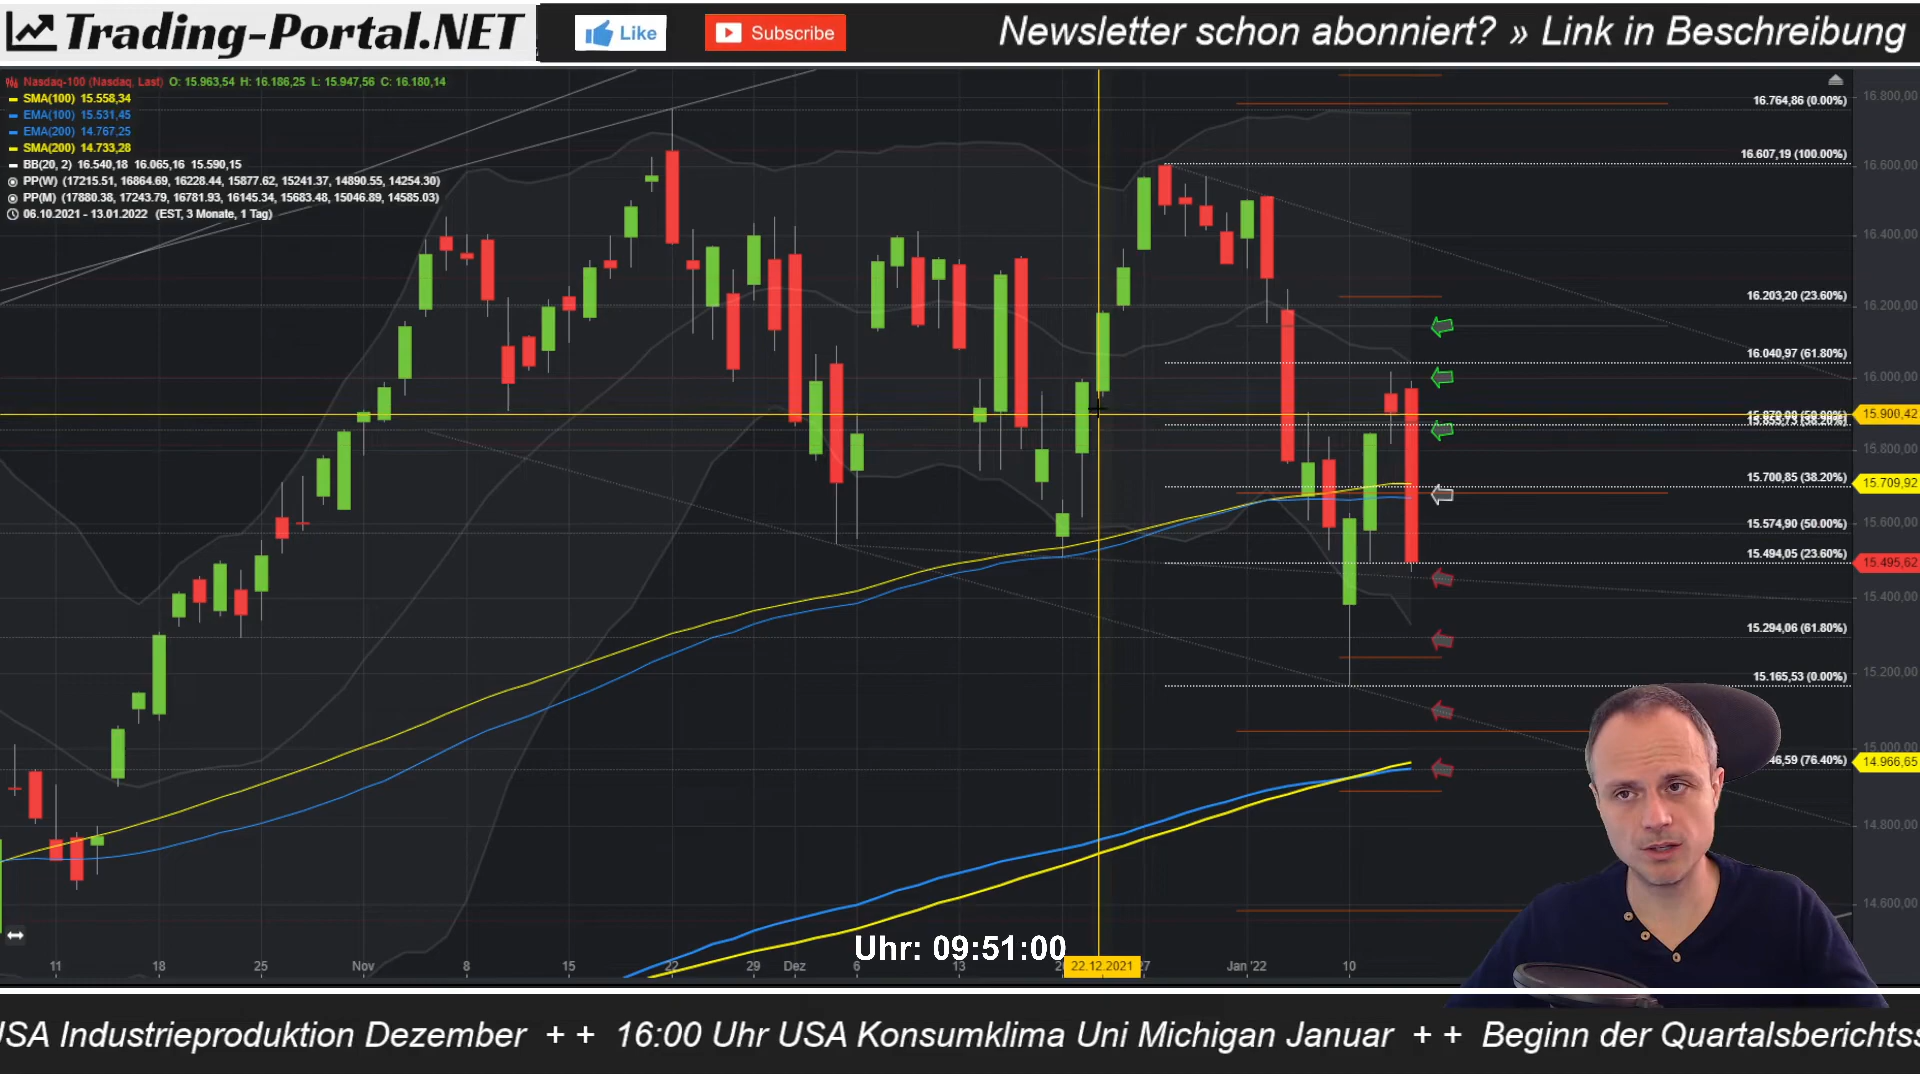 Trading-Portal.NET
Like
Subscribe
Newsletter schon abonniert? » Link in Beschreibung
Nasdaq-100 (Nasdaq, Last) O: 15.963,54 H: 16.186,25 L: 15.947,56 C: 16.180,14
SMA(100) 15.558,34
EMA(100) 15.531,45
EMA(200) 14.767,25
SMA(200) 14.733,28
BB(20, 2) 16.540,18 16.065,16 15.590,15
PP(W) (17215.51, 16864.69, 16228.44, 15877.62, 15241.37, 14890.55, 14254.30)
PP(M) (17880.38, 17243.79, 16781.93, 16145.34, 15683.48, 15046.89, 14585.03)
06.10.2021 - 13.01.2022 (EST, 3 Monate, 1 Tag)
16.764,86 (0.00%)
16.607,19 (100.00%)
16.203,20 (23.60%)
16.040,97 (61.80%)
15.700,85 (38.20%)
15.574,90 (50.00%)
15.494,05 (23.60%)
15.294,06 (61.80%)
15.165,53 (0.00%)
46,59 (76.40%)
16.800,00
16.600,00
16.400,00
16.200,00
16.000,00
15.900,42
15.800,00
15.709,92
15.600,00
15.495,62
15.400,00
15.200,00
15.000,00
14.966,65
14.800,00
14.600,00
Uhr: 09:51:00
11 18 25 Nov 8 15 22 29 Dez 6 13 22.12.2021 27 Jan '22 10
USA Industrieproduktion Dezember ++ 16:00 Uhr USA Konsumklima Uni Michigan Januar ++ Beginn der Quartalsberichtss